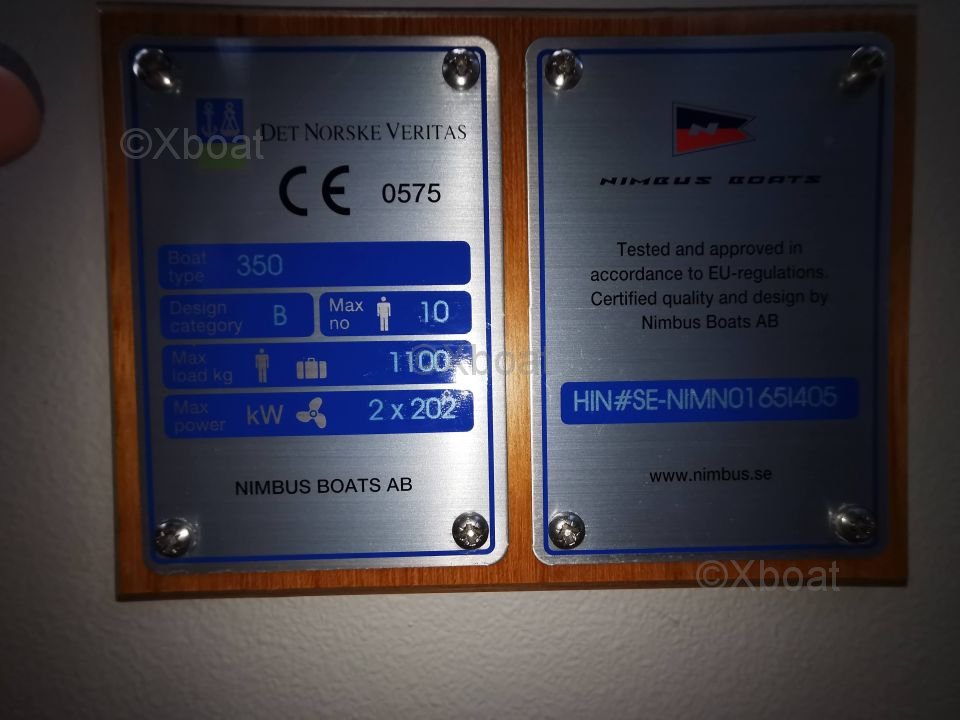 DET NORSKE VERITAS
CE 0575
Boat type 350
Design category B
Max no 10
Max load kg 1100
Max power kW 2 x 202
NIMBUS BOATS AB
N
NIMBUS BOATS
Tested and approved in
accordance to EU-regulations.
Certified quality and design by
Nimbus Boats AB
HIN#SE-NIMN0165I405
www.nimbus.se
©Xboat
©Xboat
©Xboat